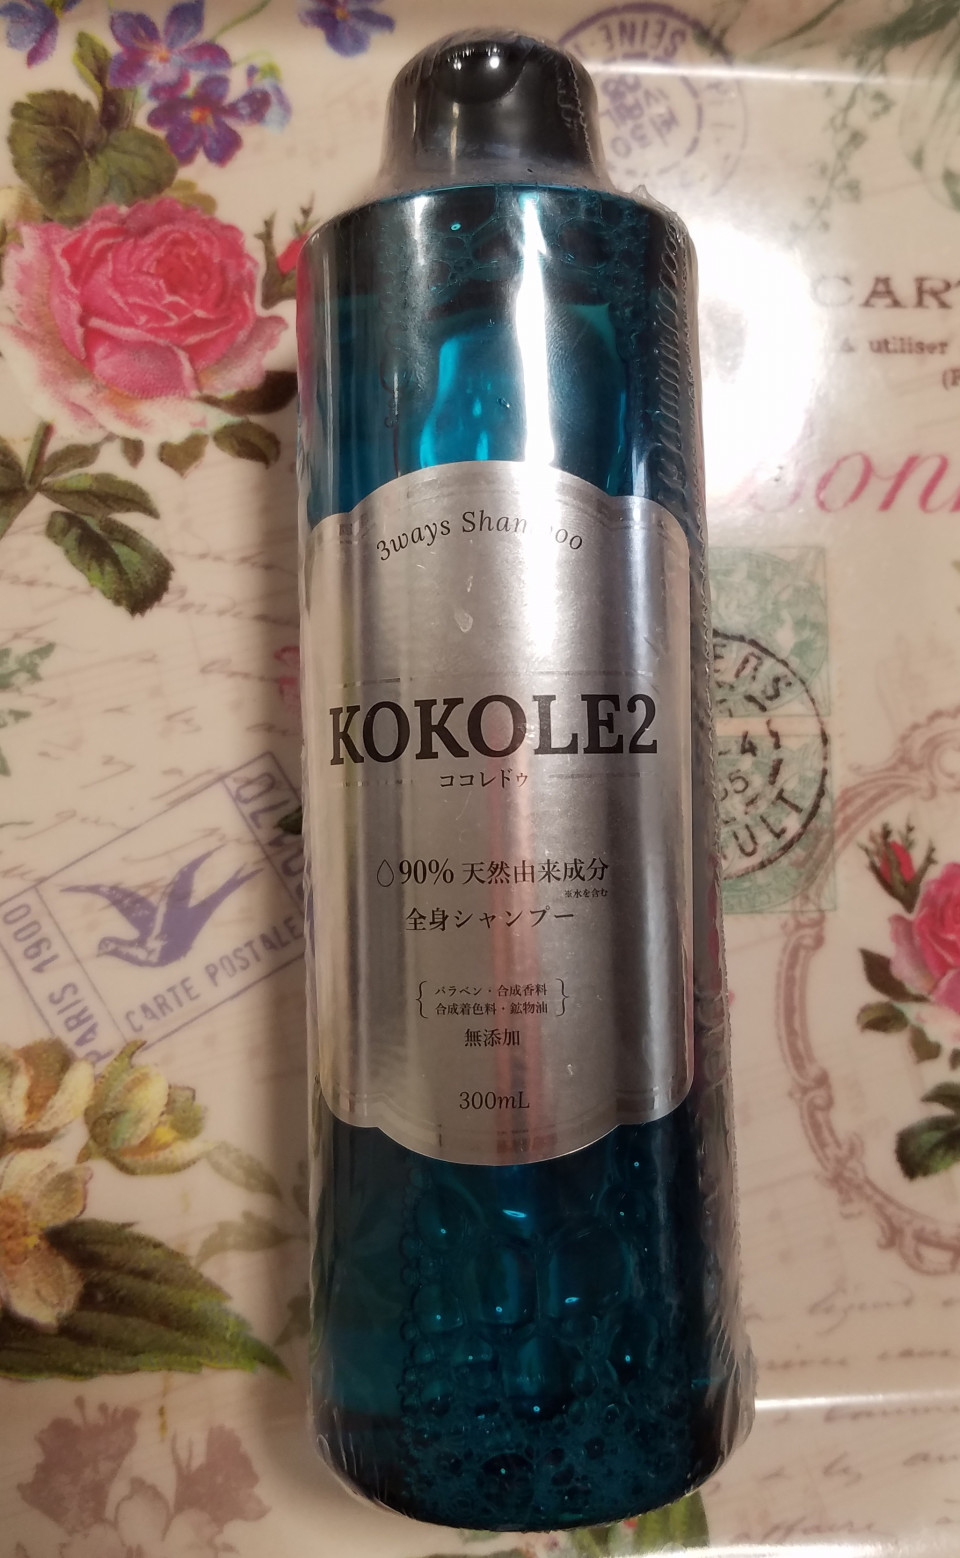 3ways Shampoo
KOKOLE2
ココレドゥ
90% 天然由来成分
※水を含む
全身シャンプー
パラベン・合成香料
合成着色料・鉱物油
無添加
300mL
CART
utiliser
CARTE POSTALE
PARIS 1900